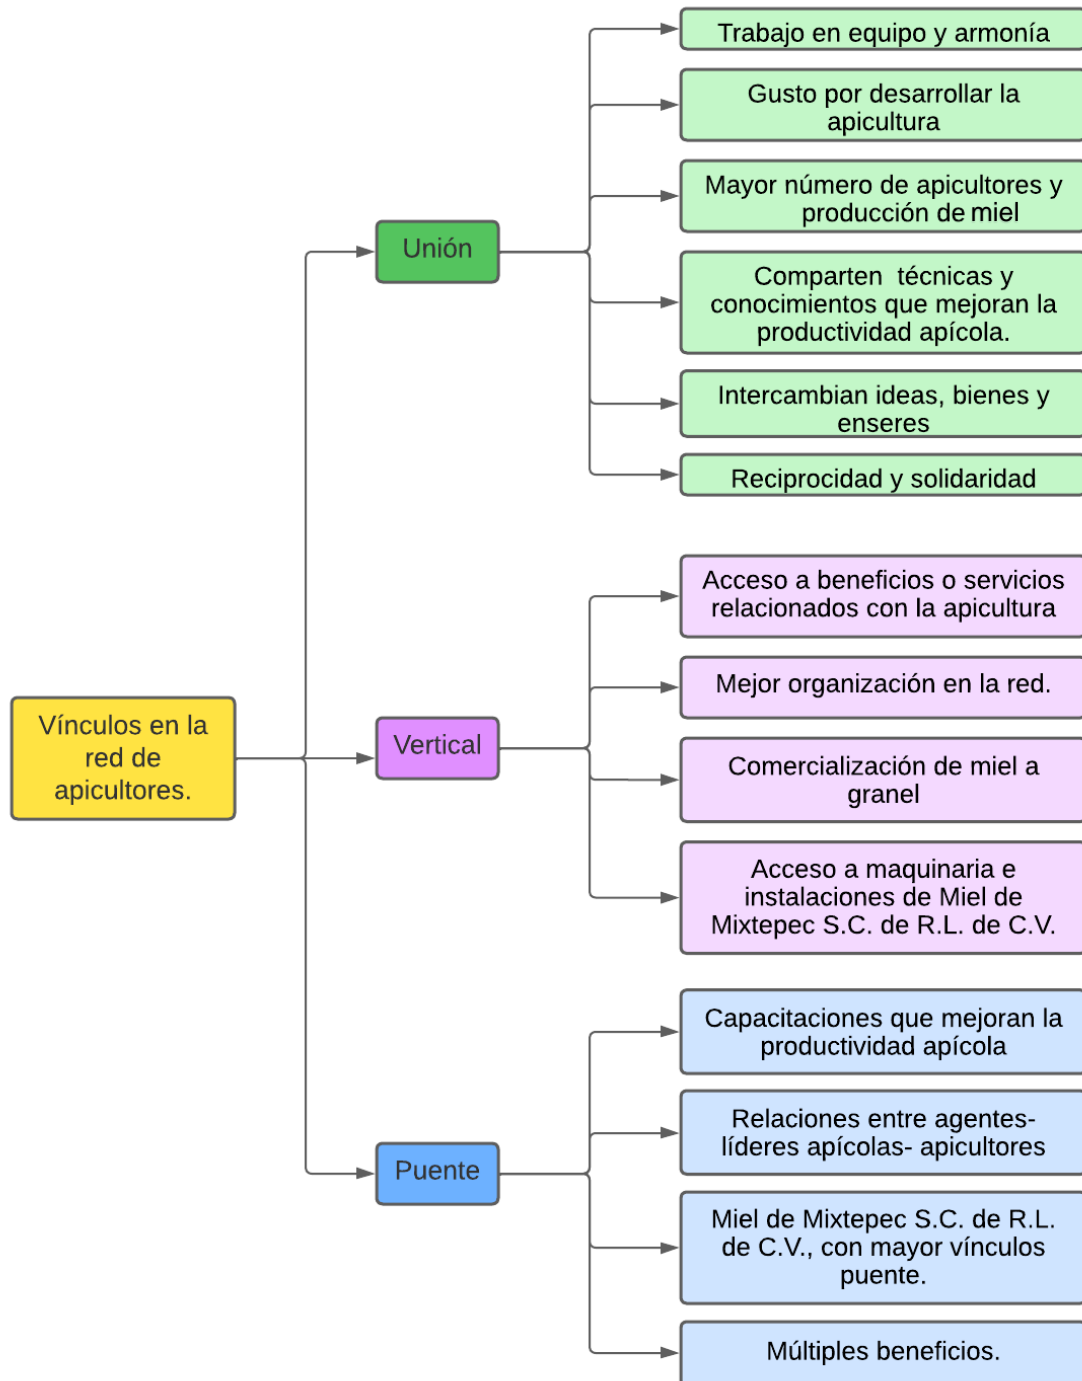 Vínculos en la
red de
apicultores.
Unión
Trabajo en equipo y armonía
Gusto por desarrollar la
apicultura
Mayor número de apicultores y
producción de miel
Comparten técnicas y
conocimientos que mejoran la
productividad apícola.
Intercambian ideas, bienes y
enseres
Reciprocidad y solidaridad
Vertical
Acceso a beneficios o servicios
relacionados con la apicultura
Mejor organización en la red.
Comercialización de miel a
granel
Acceso a maquinaria e
instalaciones de Miel de
Mixtepec S.C. de R.L. de C.V.
Puente
Capacitaciones que mejoran la
productividad apícola
Relaciones entre agentes-
líderes apícolas- apicultores
Miel de Mixtepec S.C. de R.L.
de C.V., con mayor vínculos
puente.
Múltiples beneficios.